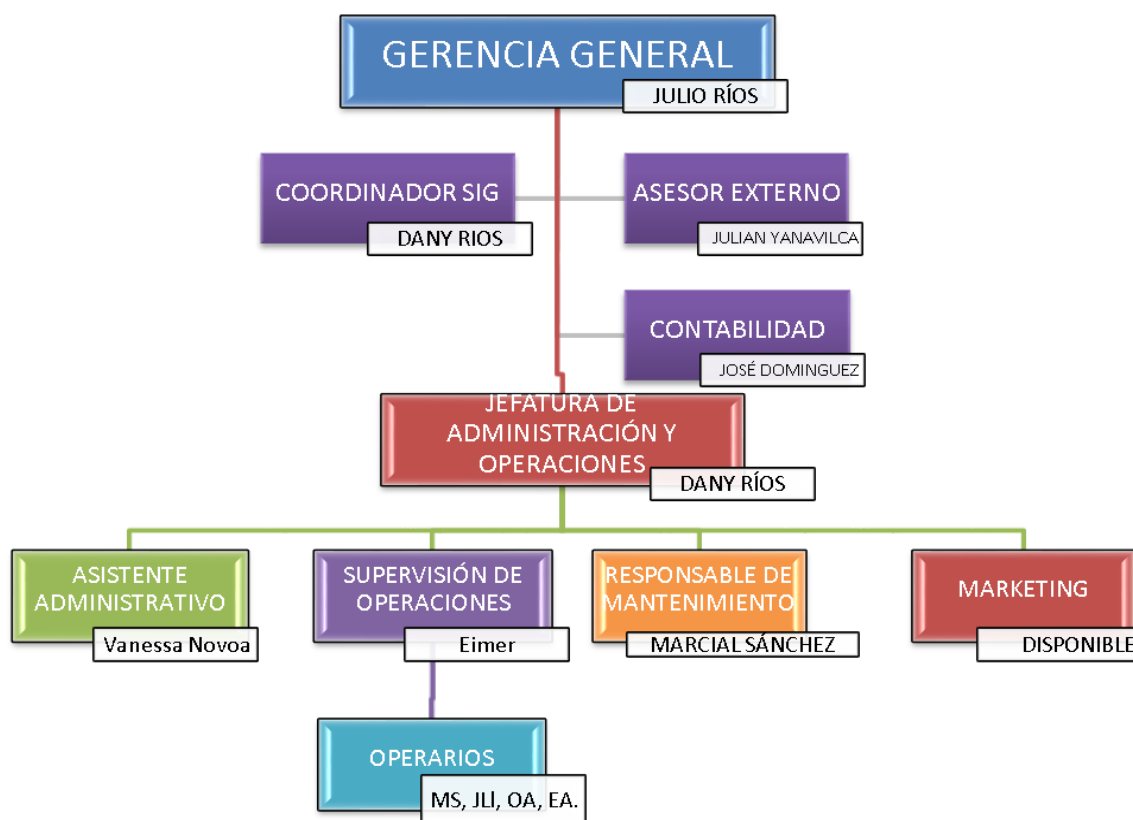 GERENCIA GENERAL
JULIO RÍOS
COORDINADOR SIG
DANY RIOS
ASESOR EXTERNO
JULIAN YANAVILCA
CONTABILIDAD
JOSÉ DOMINGUEZ
JEFATURA DE
ADMINISTRACIÓN Y
OPERACIONES
DANY RÍOS
ASISTENTE
ADMINISTRATIVO
Vanessa Novoa
SUPERVISIÓN DE
OPERACIONES
Eimer
RESPONSABLE DE
MANTENIMIENTO
MARCIAL SÁNCHEZ
MARKETING
DISPONIBLE
OPERARIOS
MS, JLl, OA, EA.